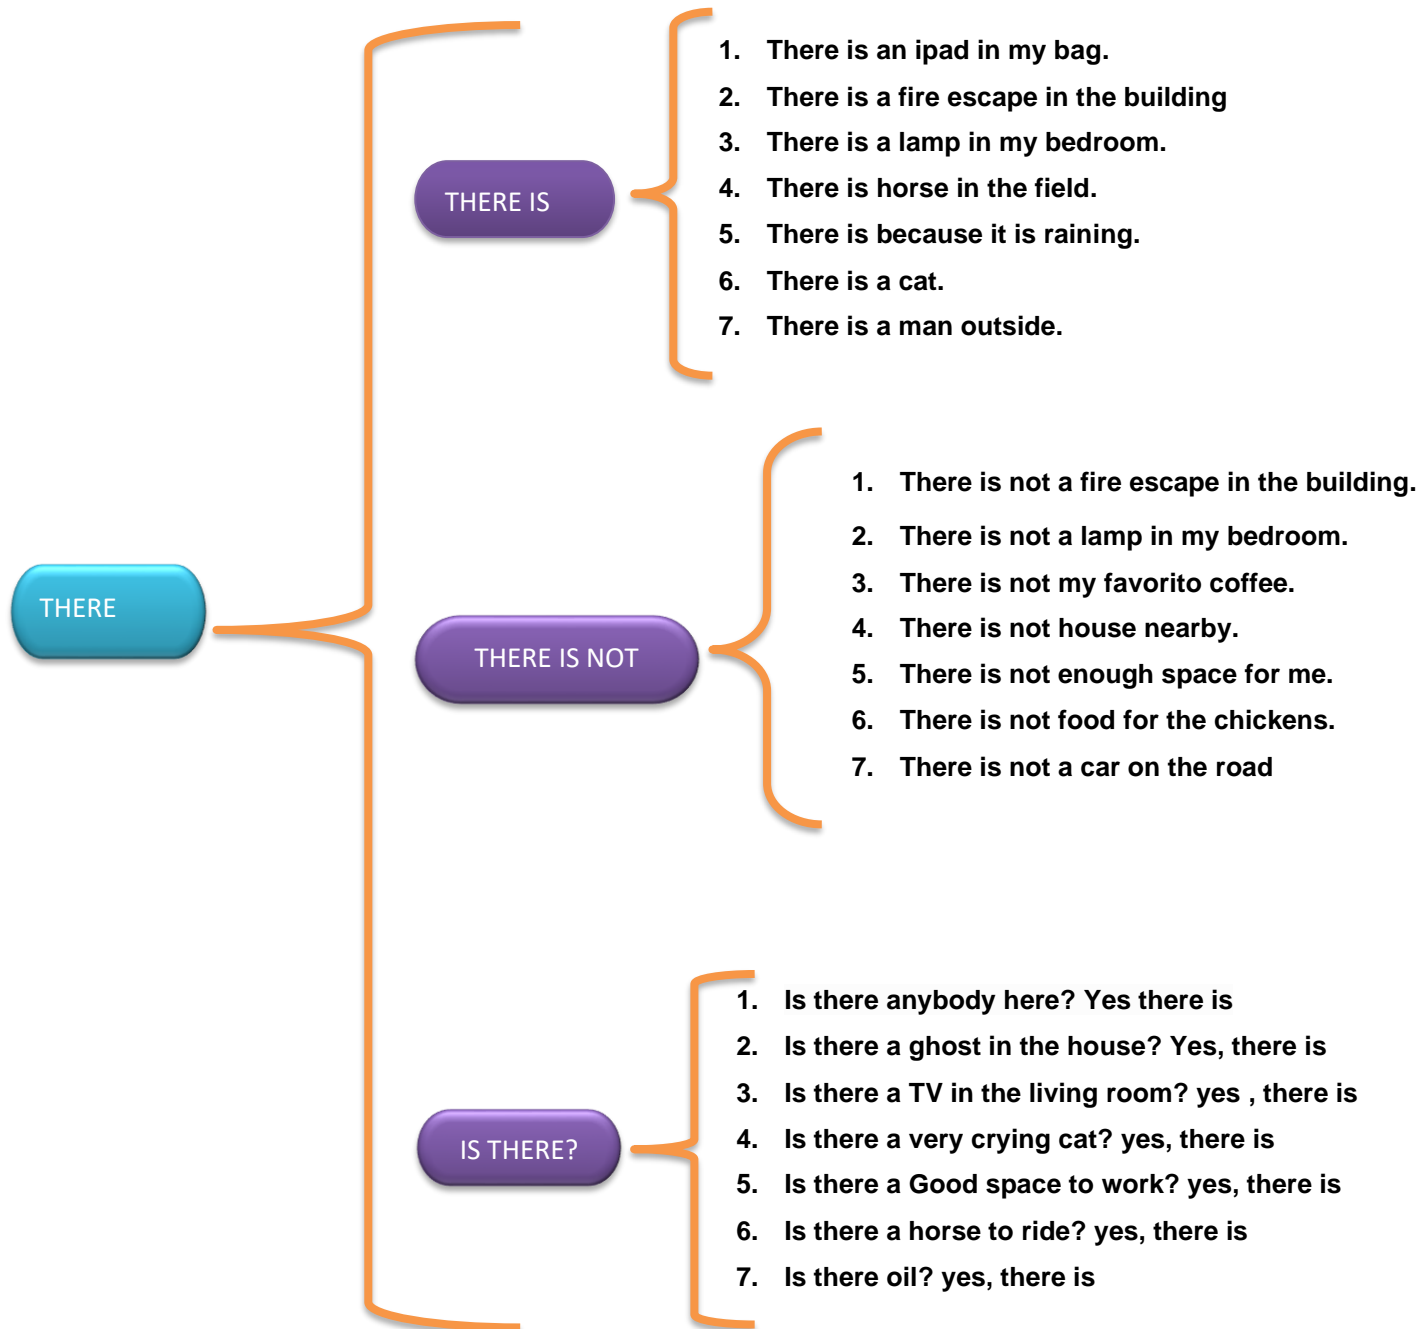 THERE
THERE IS
1. There is an ipad in my bag.
2. There is a fire escape in the building
3. There is a lamp in my bedroom.
4. There is horse in the field.
5. There is because it is raining.
6. There is a cat.
7. There is a man outside.
THERE IS NOT
1. There is not a fire escape in the building.
2. There is not a lamp in my bedroom.
3. There is not my favorito coffee.
4. There is not house nearby.
5. There is not enough space for me.
6. There is not food for the chickens.
7. There is not a car on the road
IS THERE?
1. Is there anybody here? Yes there is
2. Is there a ghost in the house? Yes, there is
3. Is there a TV in the living room? yes , there is
4. Is there a very crying cat? yes, there is
5. Is there a Good space to work? yes, there is
6. Is there a horse to ride? yes, there is
7. Is there oil? yes, there is